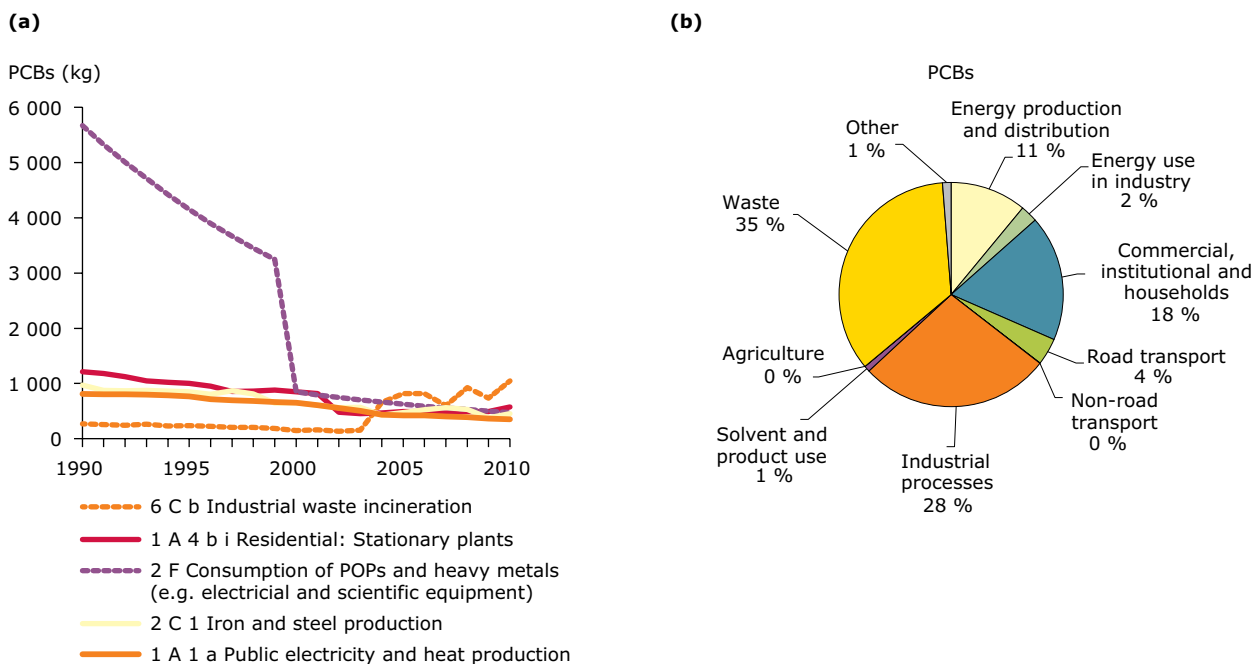 (a)
PCBs (kg)
6 000
5 000
4 000
3 000
2 000
1 000
0
1990
1995
2000
2005
2010
6 C b Industrial waste incineration
1 A 4 b i Residential: Stationary plants
2 F Consumption of POPs and heavy metals
(e.g. electricial and scientific equipment)
2 C 1 Iron and steel production
1 A 1 a Public electricity and heat production
(b)
PCBs
Energy production
and distribution
11 %
Energy use
in industry
2 %
Commercial,
institutional and
households
18 %
Road transport
4 %
Non-road
transport
0 %
Industrial
processes
28 %
Solvent and
product use
1 %
Agriculture
0 %
Waste
35 %
Other
1 %